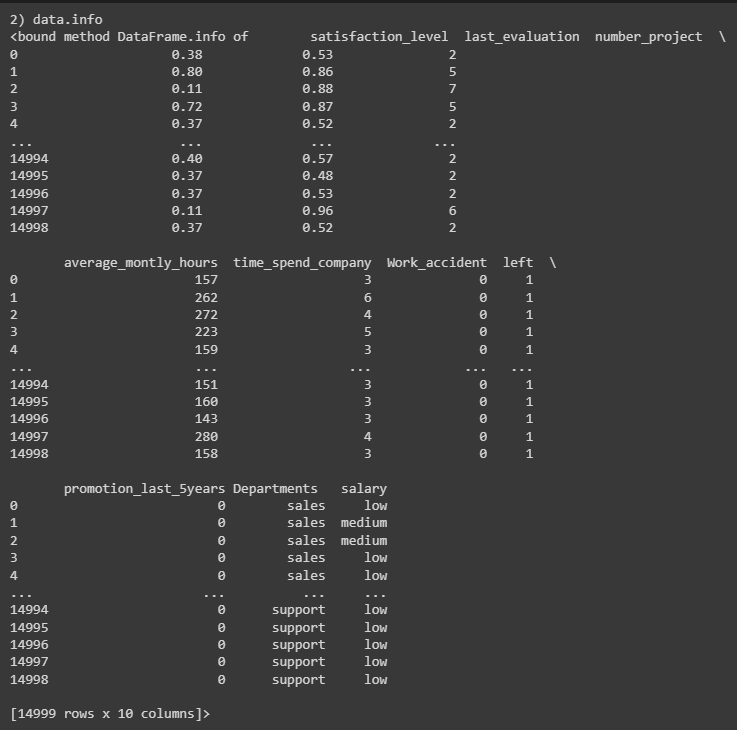 2) data.info
<bound method DataFrame.info of        satisfaction_level  last_evaluation  number_project  \
0                    0.38             0.53               2
1                    0.80             0.86               5
2                    0.11             0.88               7
3                    0.72             0.87               5
4                    0.37             0.52               2
...                   ...              ...             ...
14994                0.40             0.57               2
14995                0.37             0.48               2
14996                0.37             0.53               2
14997                0.11             0.96               6
14998                0.37             0.52               2
       average_montly_hours  time_spend_company  Work_accident  left  \
0                       157                   3              0     1
1                       262                   6              0     1
2                       272                   4              0     1
3                       223                   5              0     1
4                       159                   3              0     1
...                     ...                 ...            ...   ...
14994                   151                   3              0     1
14995                   160                   3              0     1
14996                   143                   3              0     1
14997                   280                   4              0     1
14998                   158                   3              0     1
       promotion_last_5years Departments   salary
0                          0        sales     low
1                          0        sales  medium
2                          0        sales  medium
3                          0        sales     low
4                          0        sales     low
...                      ...          ...     ...
14994                      0      support     low
14995                      0      support     low
14996                      0      support     low
14997                      0      support     low
14998                      0      support     low
[14999 rows x 10 columns]>